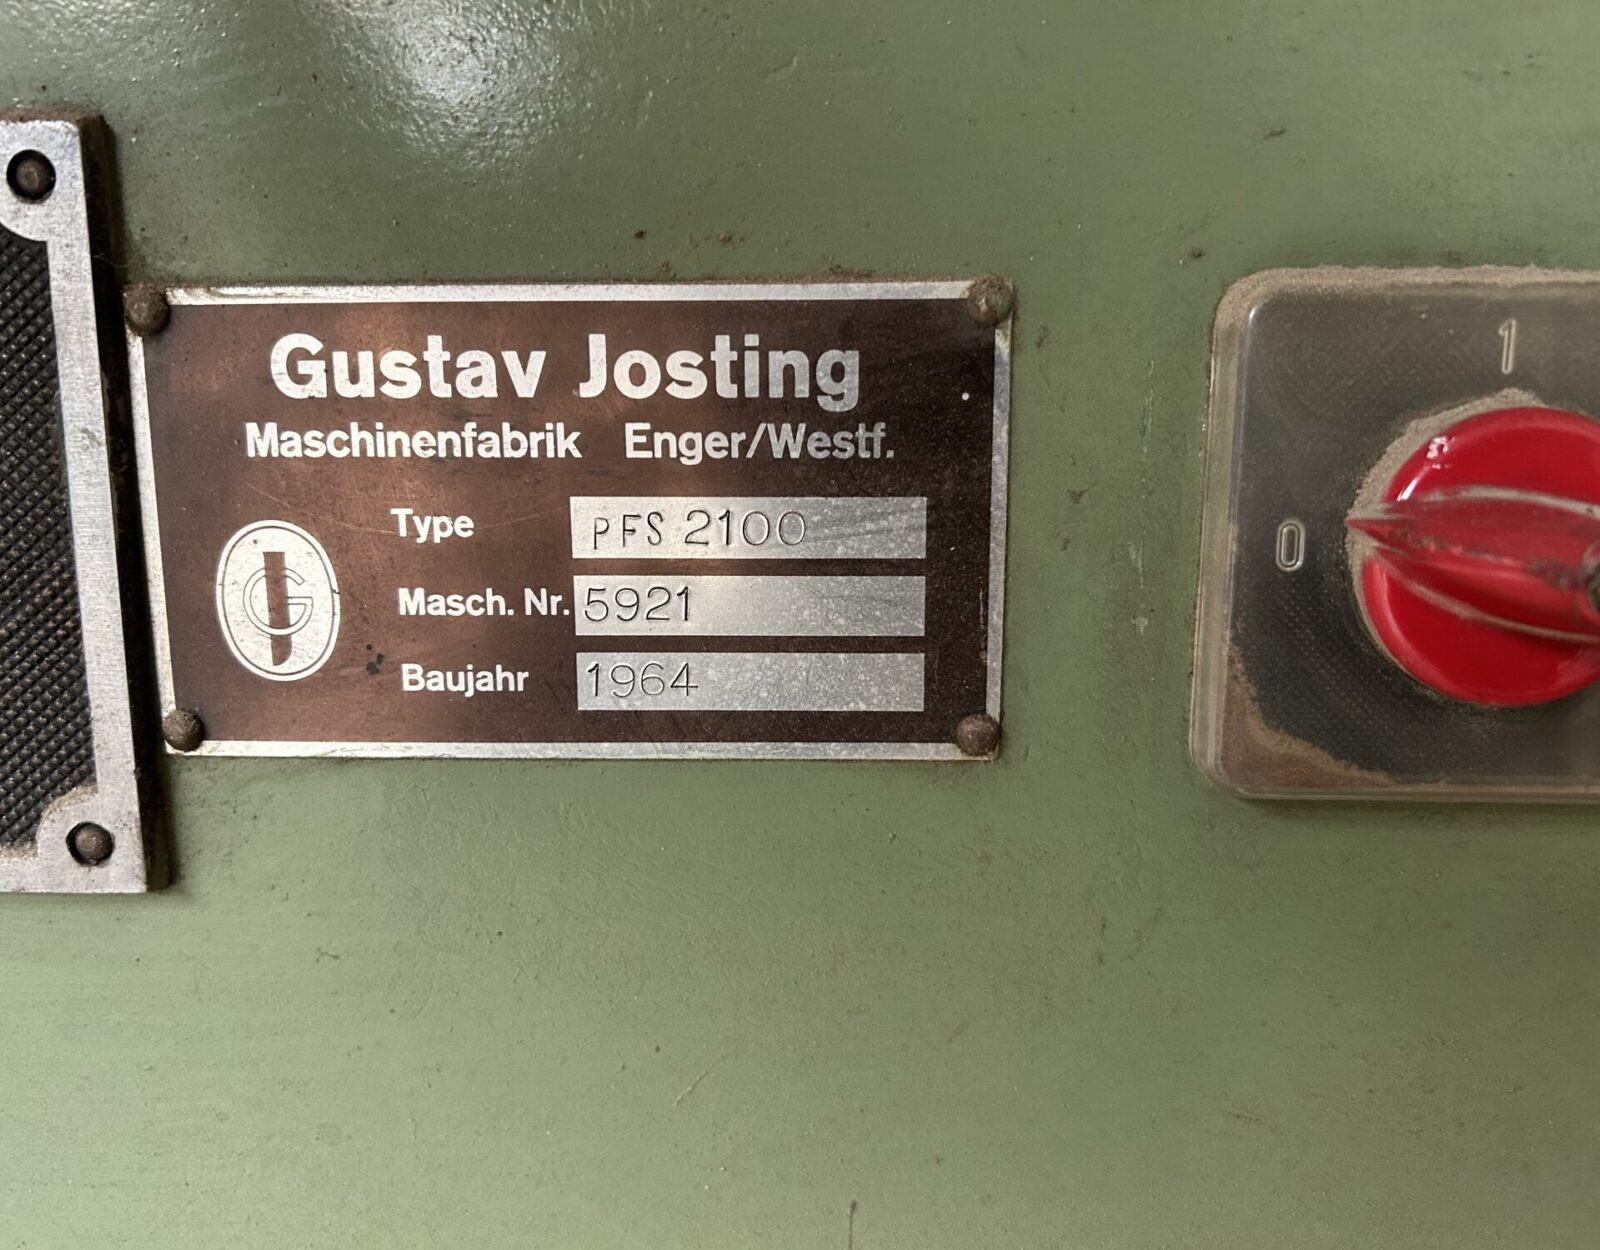 Gustav Josting
Maschinenfabrik Enger/Westf.
Type PFS 2100
Masch. Nr. 5921
Baujahr 1964
G
1
0